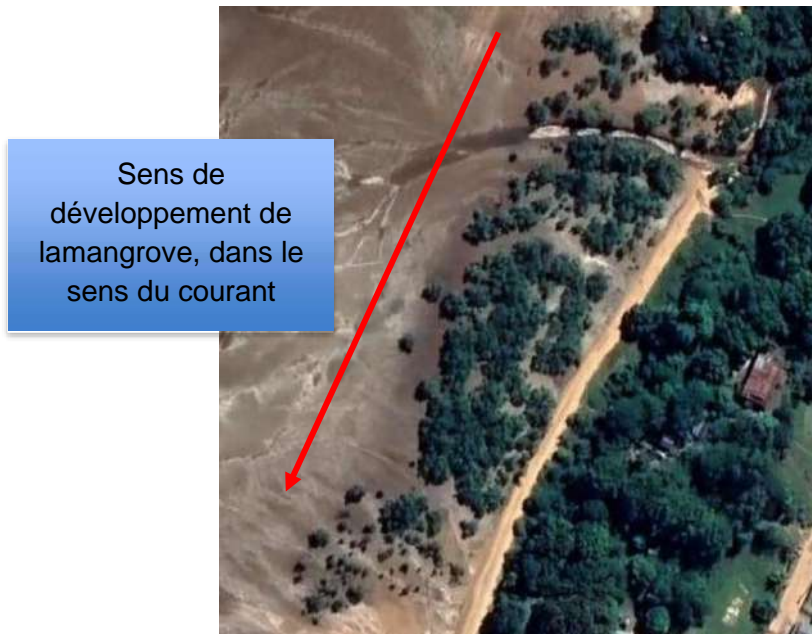 Sens de
développement de
lamangrove, dans le
sens du courant